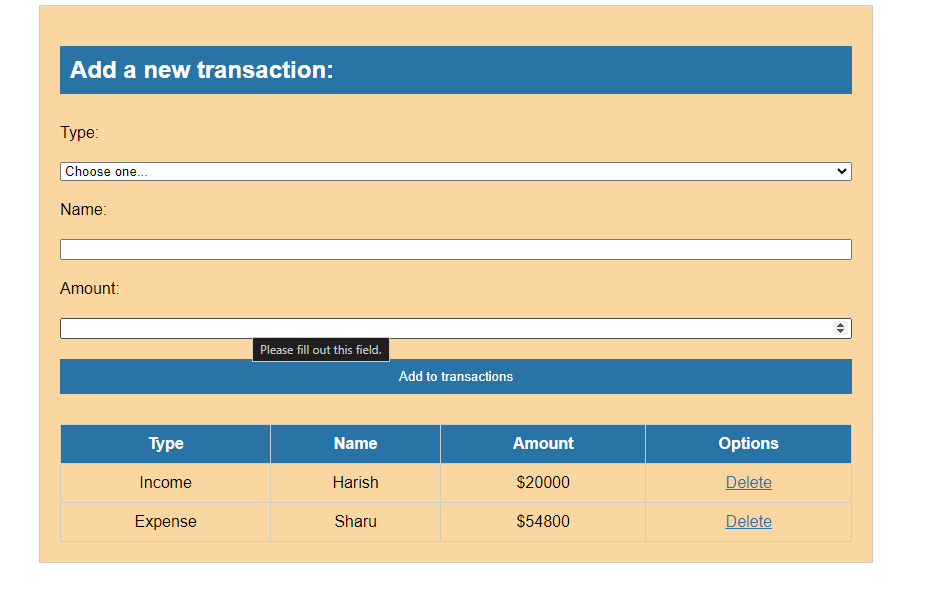 Add a new transaction:
Type:
Choose one...
Name:
Amount:
Please fill out this field.
Add to transactions
Type Name Amount Options
Income Harish $20000 Delete
Expense Sharu $54800 Delete